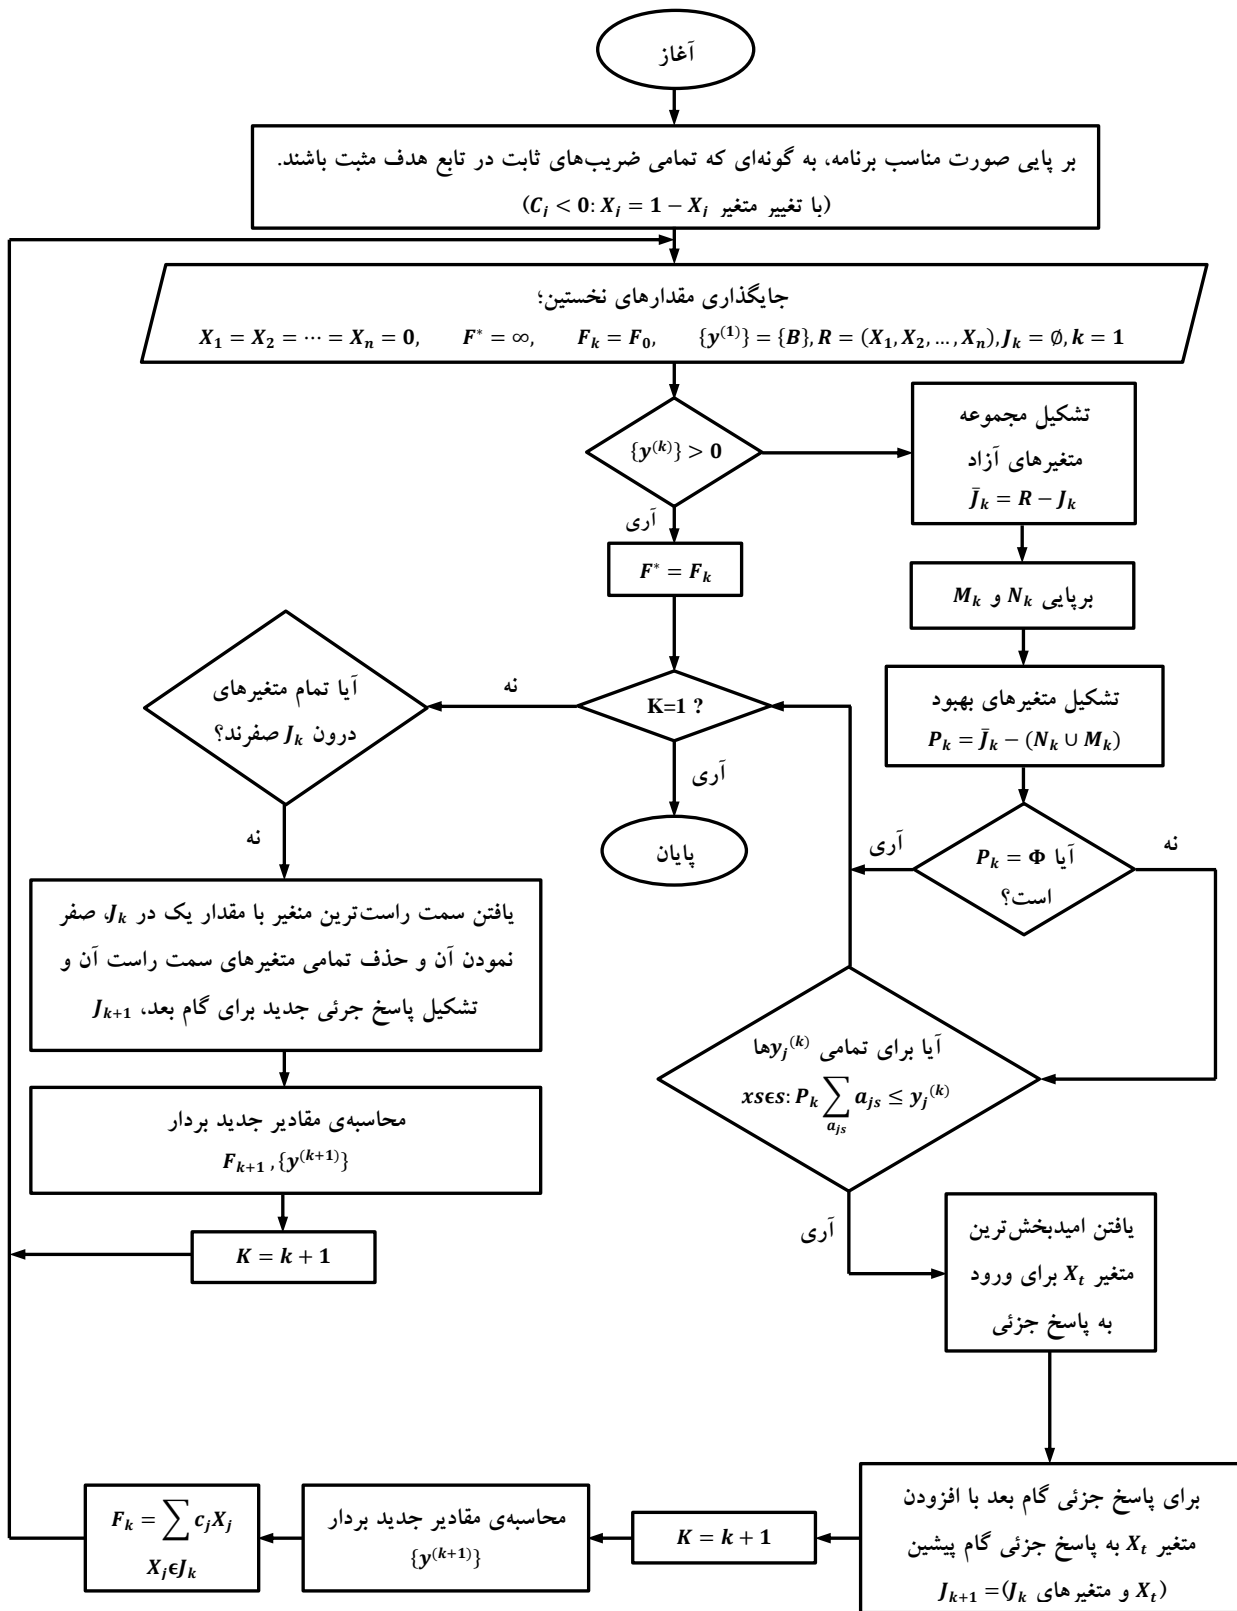 آغاز
بر پایی صورت مناسب برنامه، به گونه‌ای که تمامی ضریب‌های ثابت در تابع هدف مثبت باشند.
(با تغییر متغیر C_j < 0: X_j = 1 − X_j)
جایگذاری مقدارهای نخستین؛
X_1 = X_2 = ⋯ = X_n = 0, F^* = ∞, F_k = F_0, {y^(1)} = {B}, R = (X_1, X_2, …, X_n), J_k = ∅, k = 1
{y^(k)} > 0
تشکیل مجموعه
متغیرهای آزاد
J̄_k = R − J_k
آری
F^* = F_k
برپایی N_k و M_k
تشکیل متغیرهای بهبود
P_k = J̄_k − (N_k ∪ M_k)
K=1 ?
نه
آیا تمام متغیرهای
درون J_k صفرند؟
آری
پایان
آیا P_k = Φ
است؟
آری
نه
نه
یافتن سمت راست‌ترین منغیر با مقدار یک در J_k، صفر
نمودن آن و حذف تمامی متغیرهای سمت راست آن و
تشکیل پاسخ جرئی جدید برای گام بعد، J_{k+1}
آیا برای تمامی y_j^(k)ها
xsϵs: P_k ∑_{a_js} a_js ≤ y_j^(k)
محاسبه‌ی مقادیر جدید بردار
F_{k+1} , {y^(k+1)}
K = k + 1
آری
یافتن امیدبخش‌ترین
متغیر X_t برای ورود
به پاسخ جزئی
برای پاسخ جزئی گام بعد با افزودن
متغیر X_t به پاسخ جزئی گام پیشین
J_{k+1} = (J_k و متغیرهای X_t)
K = k + 1
محاسبه‌ی مقادیر جدید بردار
{y^(k+1)}
F_k = ∑ c_j X_j
X_j ϵ J_k